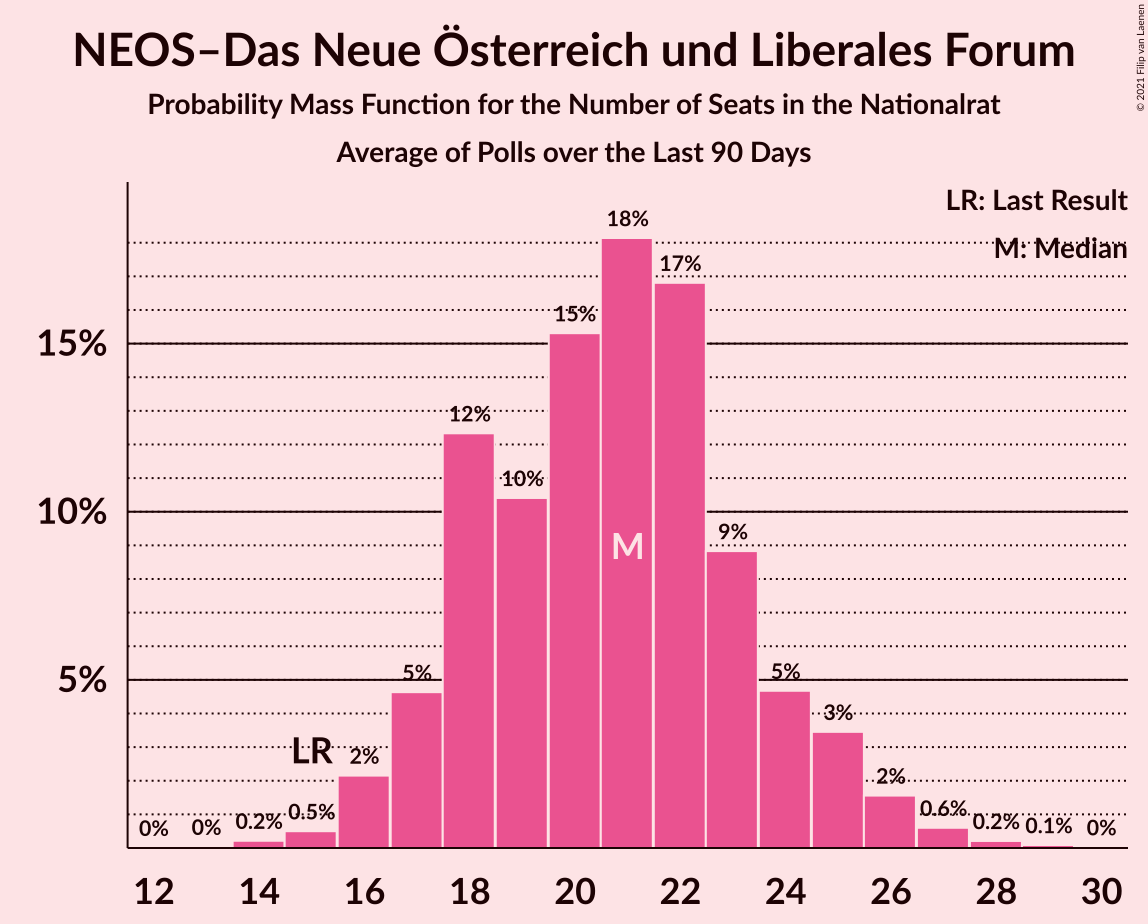 NEOS–Das Neue Österreich und Liberales Forum
Probability Mass Function for the Number of Seats in the Nationalrat
Average of Polls over the Last 90 Days
© 2021 Filip van Laenen
LR: Last Result
M: Median
15%
10%
5%
0%
0%
0.2%
0.5%
LR
2%
5%
12%
10%
15%
18%
M
17%
9%
5%
3%
2%
0.6%
0.2%
0.1%
0%
12 14 16 18 20 22 24 26 28 30